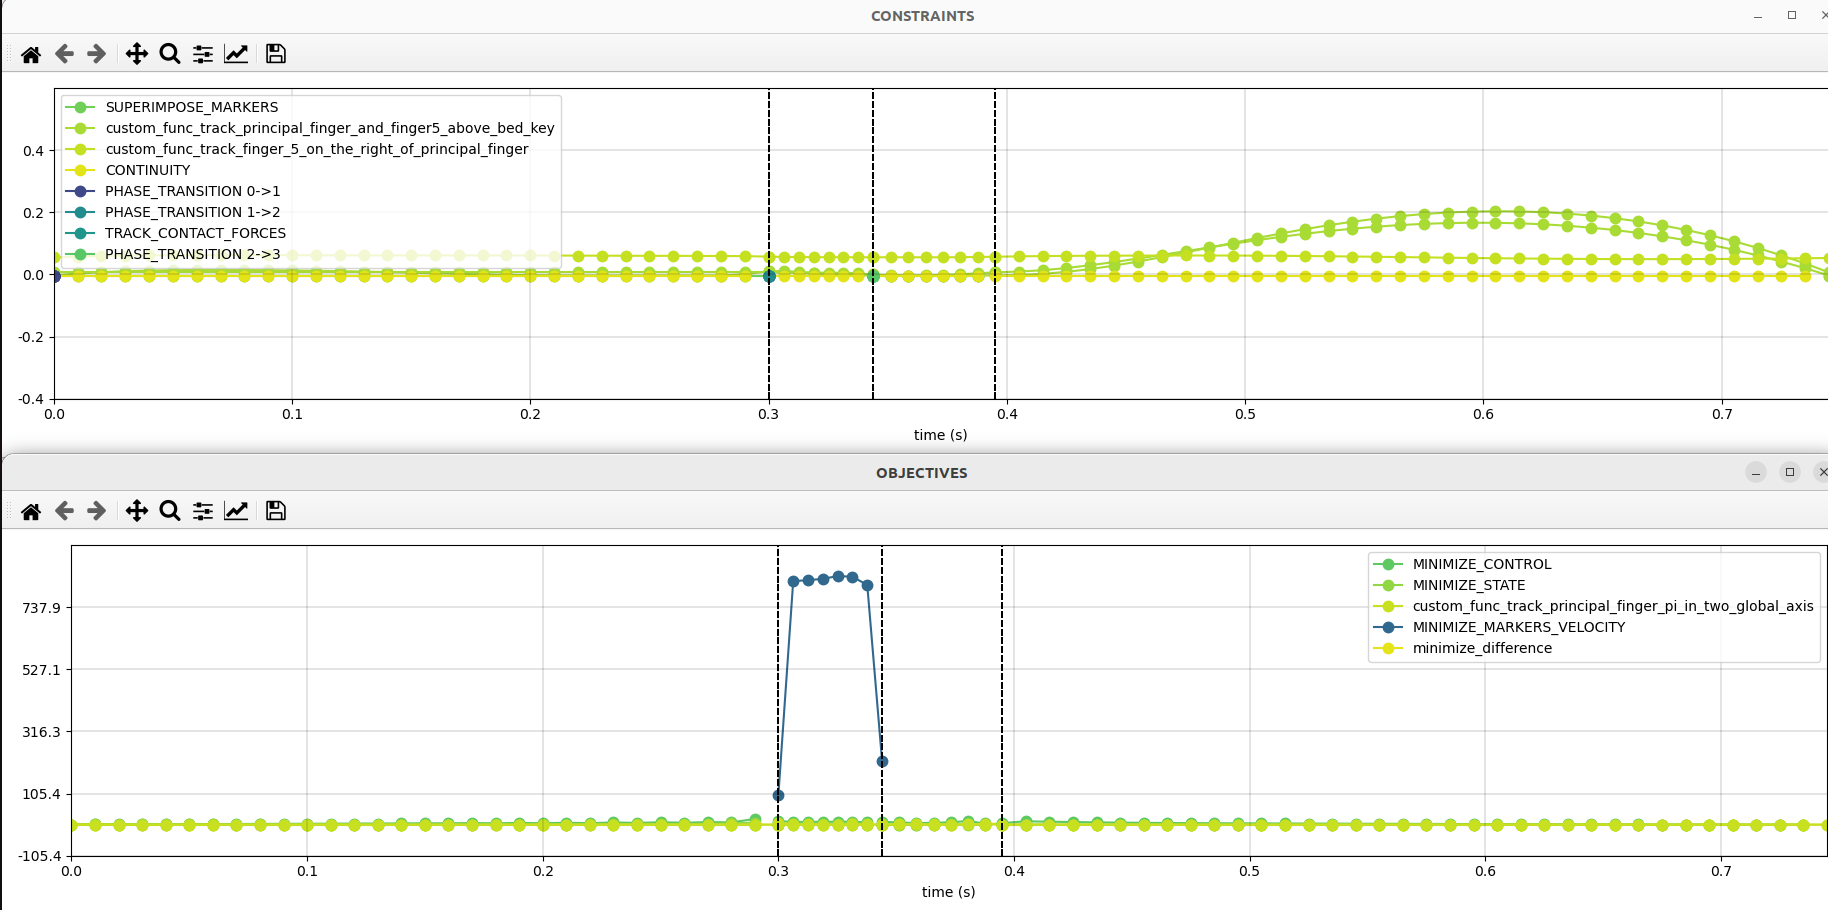 CONSTRAINTS
SUPERIMPOSE_MARKERS
custom_func_track_principal_finger_and_finger5_above_bed_key
custom_func_track_finger_5_on_the_right_of_principal_finger
CONTINUITY
PHASE_TRANSITION 0->1
PHASE_TRANSITION 1->2
TRACK_CONTACT_FORCES
PHASE_TRANSITION 2->3
0.4
0.2
0.0
-0.2
-0.4
0.0 0.1 0.2 0.3 0.4 0.5 0.6 0.7
time (s)
OBJECTIVES
MINIMIZE_CONTROL
MINIMIZE_STATE
custom_func_track_principal_finger_pi_in_two_global_axis
MINIMIZE_MARKERS_VELOCITY
minimize_difference
737.9
527.1
316.3
105.4
-105.4
0.0 0.1 0.2 0.3 0.4 0.5 0.6 0.7
time (s)